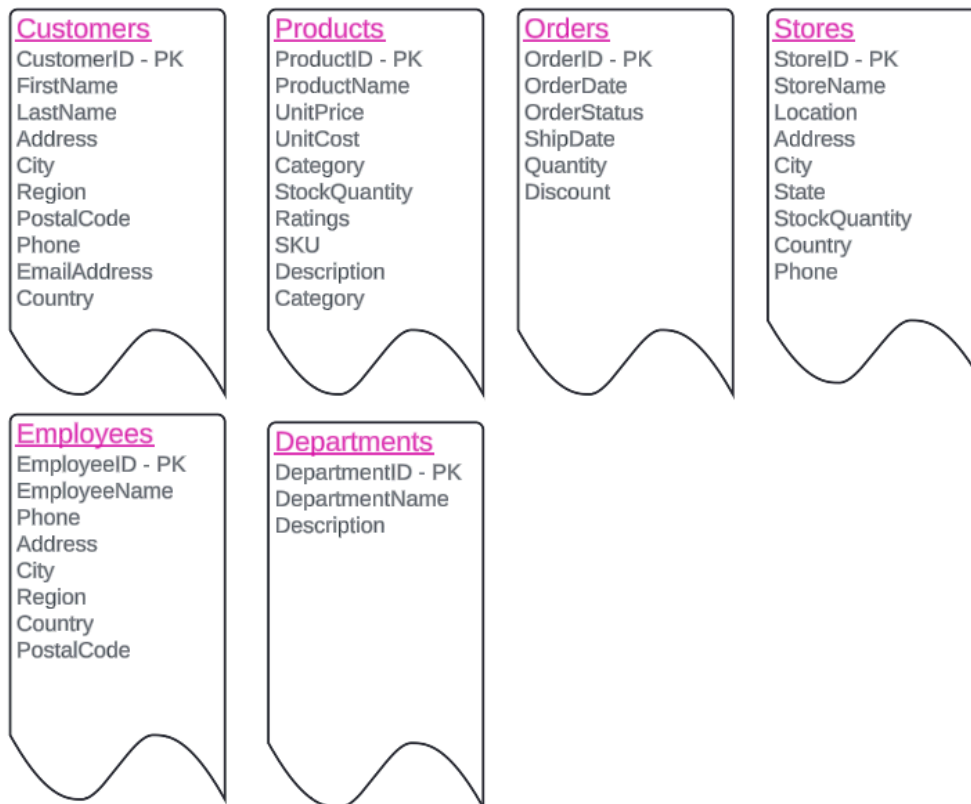 Customers
CustomerID - PK
FirstName
LastName
Address
City
Region
PostalCode
Phone
EmailAddress
Country
Products
ProductID - PK
ProductName
UnitPrice
UnitCost
Category
StockQuantity
Ratings
SKU
Description
Category
Orders
OrderID - PK
OrderDate
OrderStatus
ShipDate
Quantity
Discount
Stores
StoreID - PK
StoreName
Location
Address
City
State
StockQuantity
Country
Phone
Employees
EmployeeID - PK
EmployeeName
Phone
Address
City
Region
Country
PostalCode
Departments
DepartmentID - PK
DepartmentName
Description